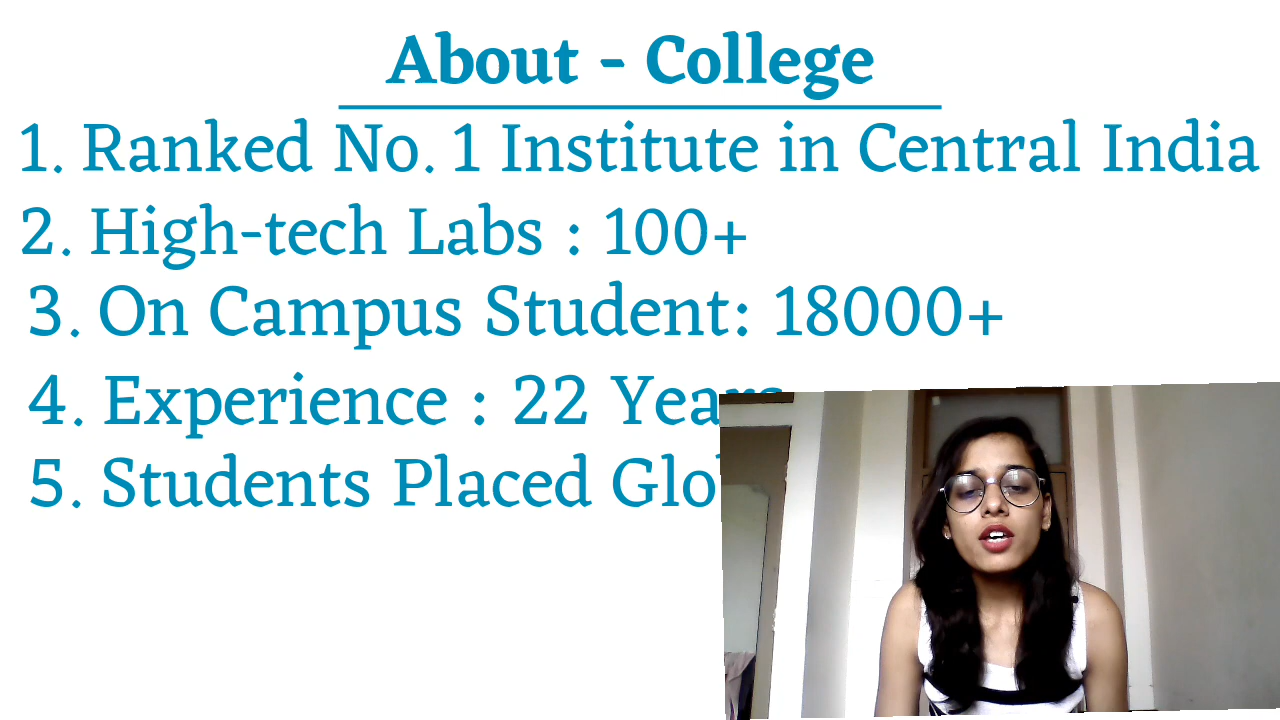 About - College
1. Ranked No. 1 Institute in Central India
2. High-tech Labs : 100+
3. On Campus Student: 18000+
4. Experience : 22 Years
5. Students Placed